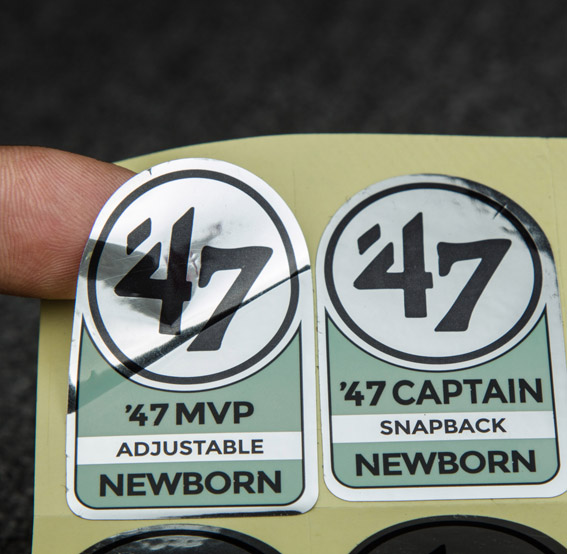 '47
'47 MVP
ADJUSTABLE
NEWBORN
'47
'47 CAPTAIN
SNAPBACK
NEWBORN